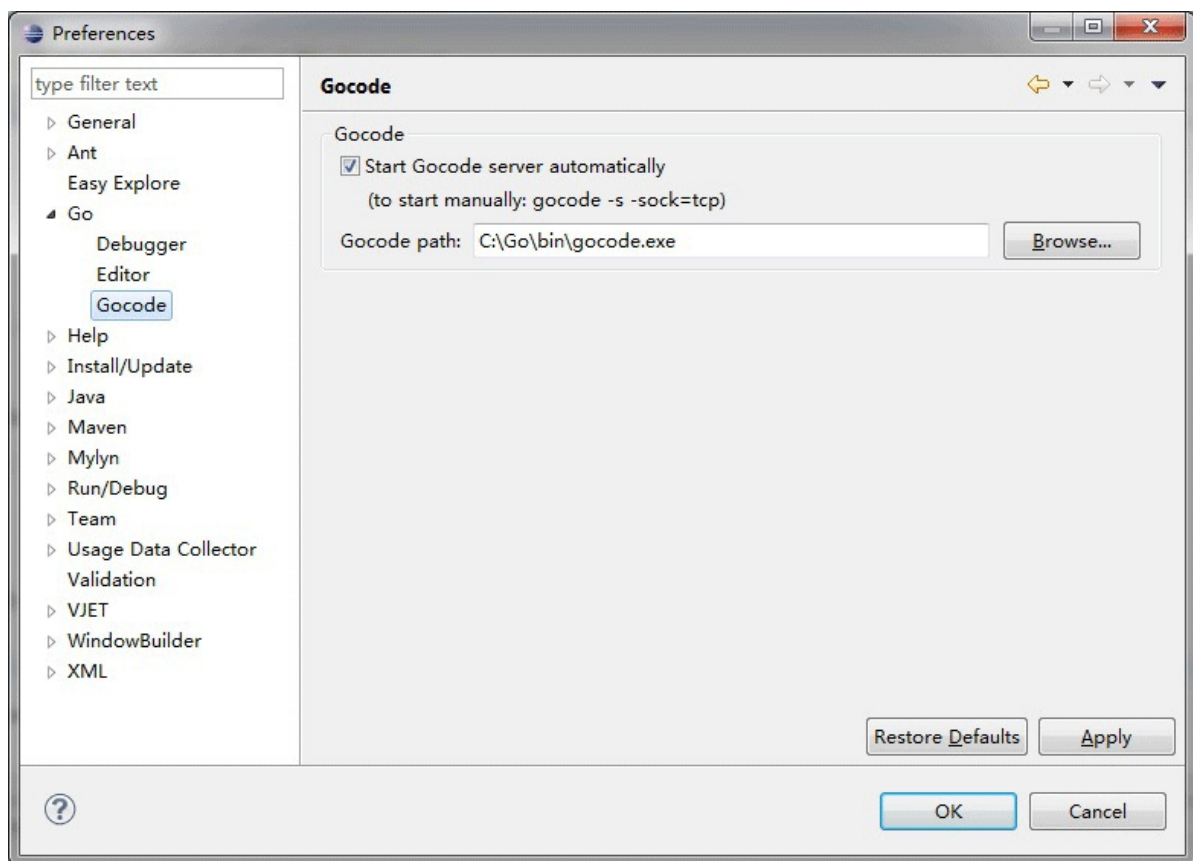 Preferences
type filter text
General
Ant
Easy Explore
Go
Debugger
Editor
Gocode
Help
Install/Update
Java
Maven
Mylyn
Run/Debug
Team
Usage Data Collector
Validation
VJET
WindowBuilder
XML
Gocode
Gocode
Start Gocode server automatically
(to start manually: gocode -s -sock=tcp)
Gocode path: C:\Go\bin\gocode.exe Browse...
Restore Defaults Apply
? OK Cancel